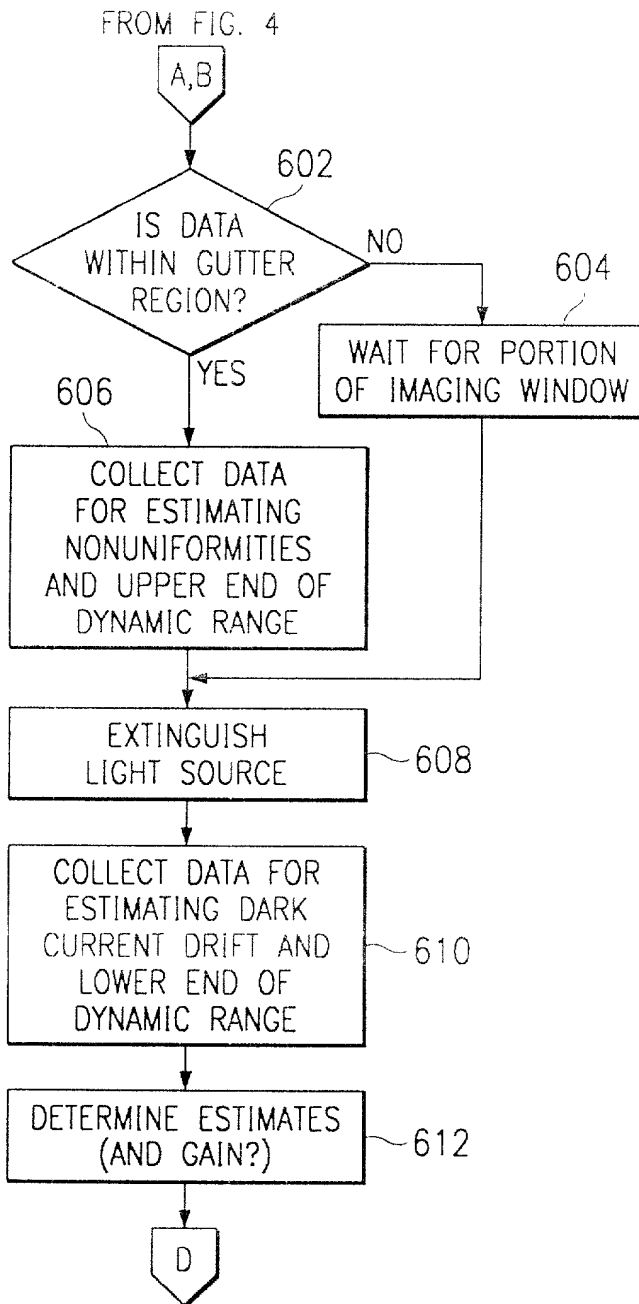 FROM FIG. 4
A,B
602
IS DATA
WITHIN GUTTER
REGION?
NO
604
WAIT FOR PORTION
OF IMAGING WINDOW
YES
606
COLLECT DATA
FOR ESTIMATING
NONUNIFORMITIES
AND UPPER END OF
DYNAMIC RANGE
EXTINGUISH
LIGHT SOURCE
608
COLLECT DATA FOR
ESTIMATING DARK
CURRENT DRIFT AND
LOWER END OF
DYNAMIC RANGE
610
DETERMINE ESTIMATES
(AND GAIN?)
612
D